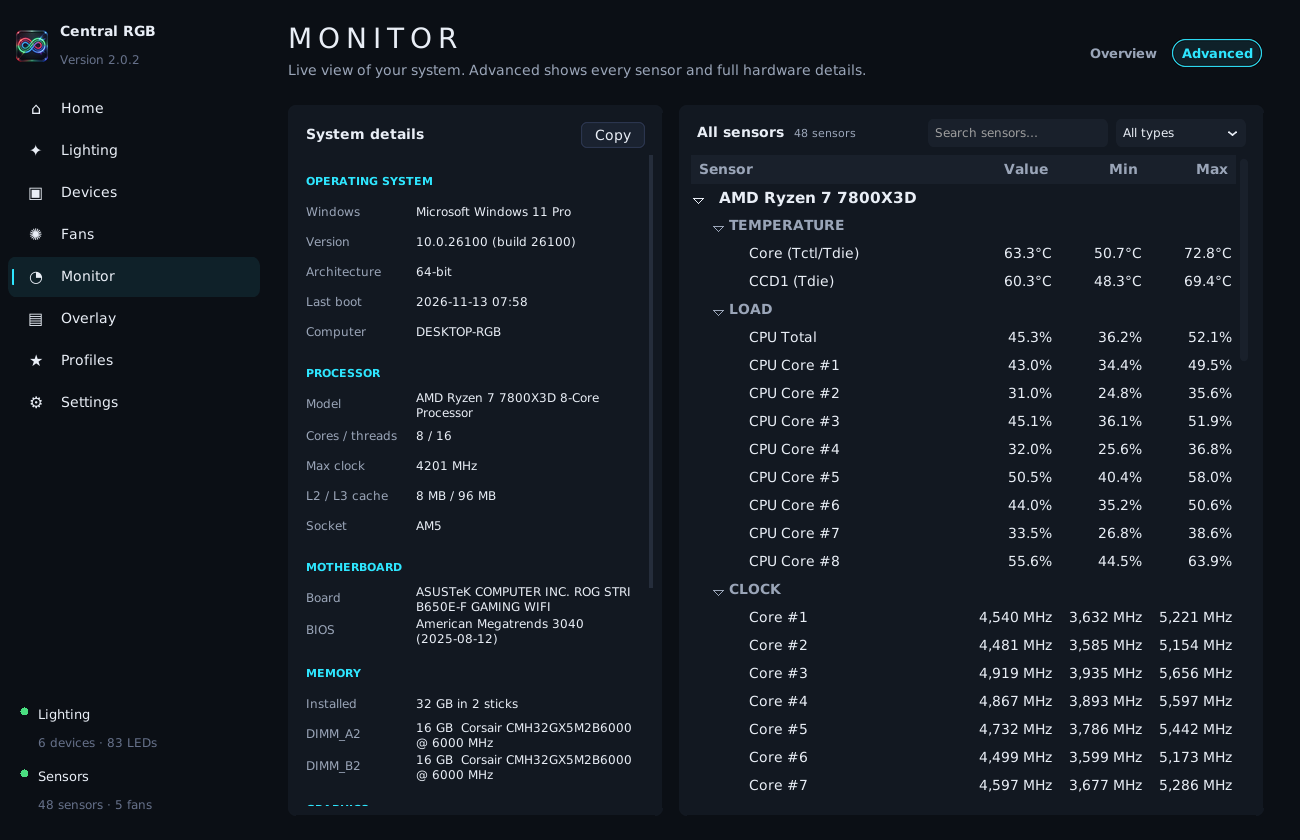 Central RGB
Version 2.0.2
Home
Lighting
Devices
Fans
Monitor
Overlay
Profiles
Settings
Lighting
6 devices · 83 LEDs
Sensors
48 sensors · 5 fans
MONITOR
Live view of your system. Advanced shows every sensor and full hardware details.
Overview Advanced
System details Copy
OPERATING SYSTEM
Windows Microsoft Windows 11 Pro
Version 10.0.26100 (build 26100)
Architecture 64-bit
Last boot 2026-11-13 07:58
Computer DESKTOP-RGB
PROCESSOR
Model AMD Ryzen 7 7800X3D 8-Core
Processor
Cores / threads 8 / 16
Max clock 4201 MHz
L2 / L3 cache 8 MB / 96 MB
Socket AM5
MOTHERBOARD
Board ASUSTeK COMPUTER INC. ROG STRI
B650E-F GAMING WIFI
BIOS American Megatrends 3040
(2025-08-12)
MEMORY
Installed 32 GB in 2 sticks
DIMM_A2 16 GB Corsair CMH32GX5M2B6000
@ 6000 MHz
DIMM_B2 16 GB Corsair CMH32GX5M2B6000
@ 6000 MHz
All sensors 48 sensors Search sensors... All types
Sensor Value Min Max
AMD Ryzen 7 7800X3D
TEMPERATURE
Core (Tctl/Tdie) 63.3°C 50.7°C 72.8°C
CCD1 (Tdie) 60.3°C 48.3°C 69.4°C
LOAD
CPU Total 45.3% 36.2% 52.1%
CPU Core #1 43.0% 34.4% 49.5%
CPU Core #2 31.0% 24.8% 35.6%
CPU Core #3 45.1% 36.1% 51.9%
CPU Core #4 32.0% 25.6% 36.8%
CPU Core #5 50.5% 40.4% 58.0%
CPU Core #6 44.0% 35.2% 50.6%
CPU Core #7 33.5% 26.8% 38.6%
CPU Core #8 55.6% 44.5% 63.9%
CLOCK
Core #1 4,540 MHz 3,632 MHz 5,221 MHz
Core #2 4,481 MHz 3,585 MHz 5,154 MHz
Core #3 4,919 MHz 3,935 MHz 5,656 MHz
Core #4 4,867 MHz 3,893 MHz 5,597 MHz
Core #5 4,732 MHz 3,786 MHz 5,442 MHz
Core #6 4,499 MHz 3,599 MHz 5,173 MHz
Core #7 4,597 MHz 3,677 MHz 5,286 MHz